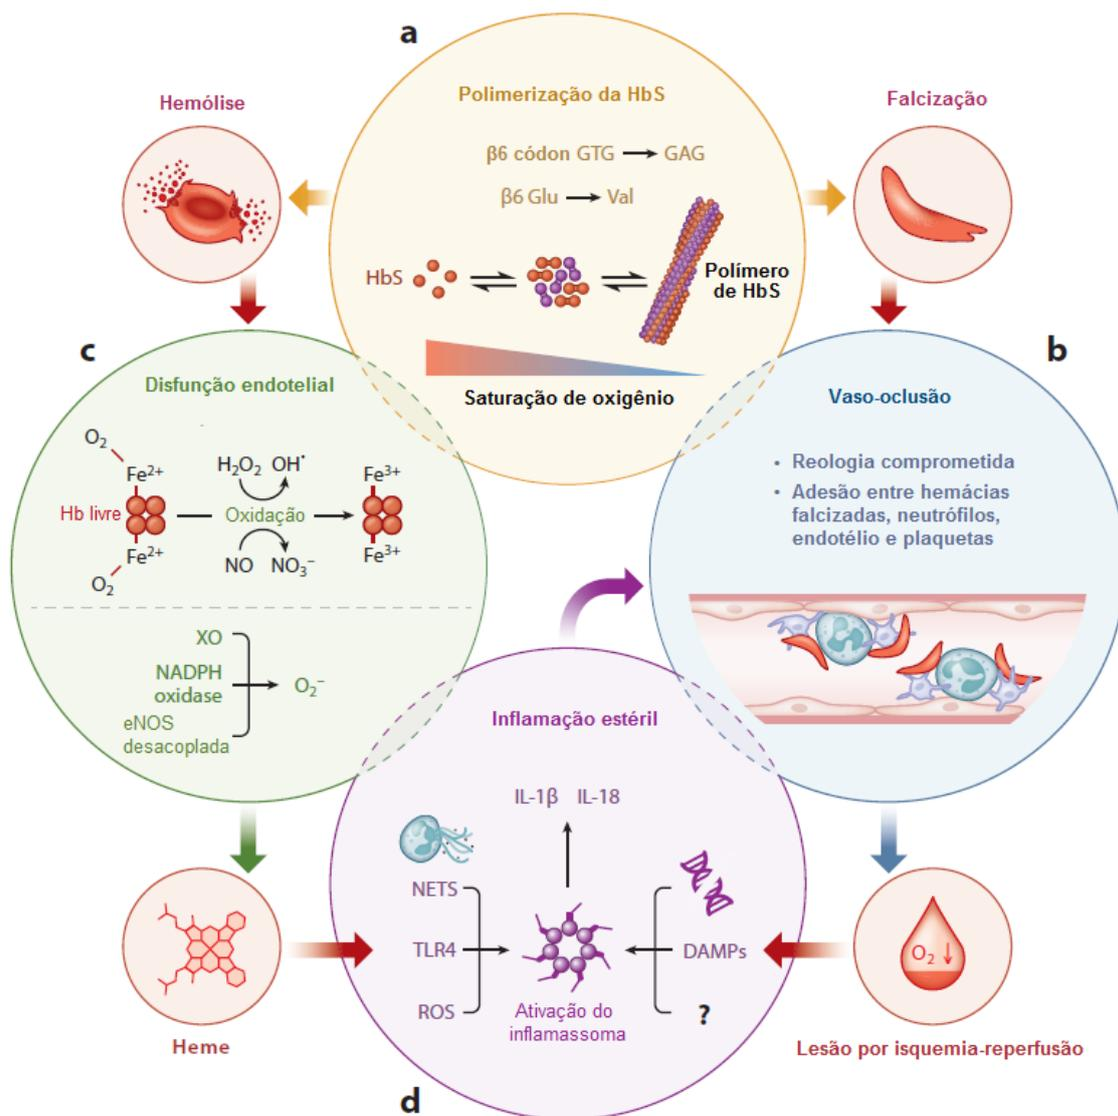 a
Polimerização da HbS
β6 códon GTG → GAG
β6 Glu → Val
HbS
Polímero
de HbS
Saturação de oxigênio
Hemólise
Falcização
c
Disfunção endotelial
O₂
Fe²⁺
Hb livre
Fe²⁺
O₂
H₂O₂ OH•
Oxidação
NO NO₃⁻
Fe³⁺
Fe³⁺
XO
NADPH
oxidase
eNOS
desacoplada
O₂⁻
b
Vaso-oclusão
• Reologia comprometida
• Adesão entre hemácias
falcizadas, neutrófilos,
endotélio e plaquetas
Inflamação estéril
IL-1β IL-18
NETS
TLR4
ROS
DAMPs
?
Ativação do
inflamassoma
d
Heme
O₂ ↓
Lesão por isquemia-reperfusão